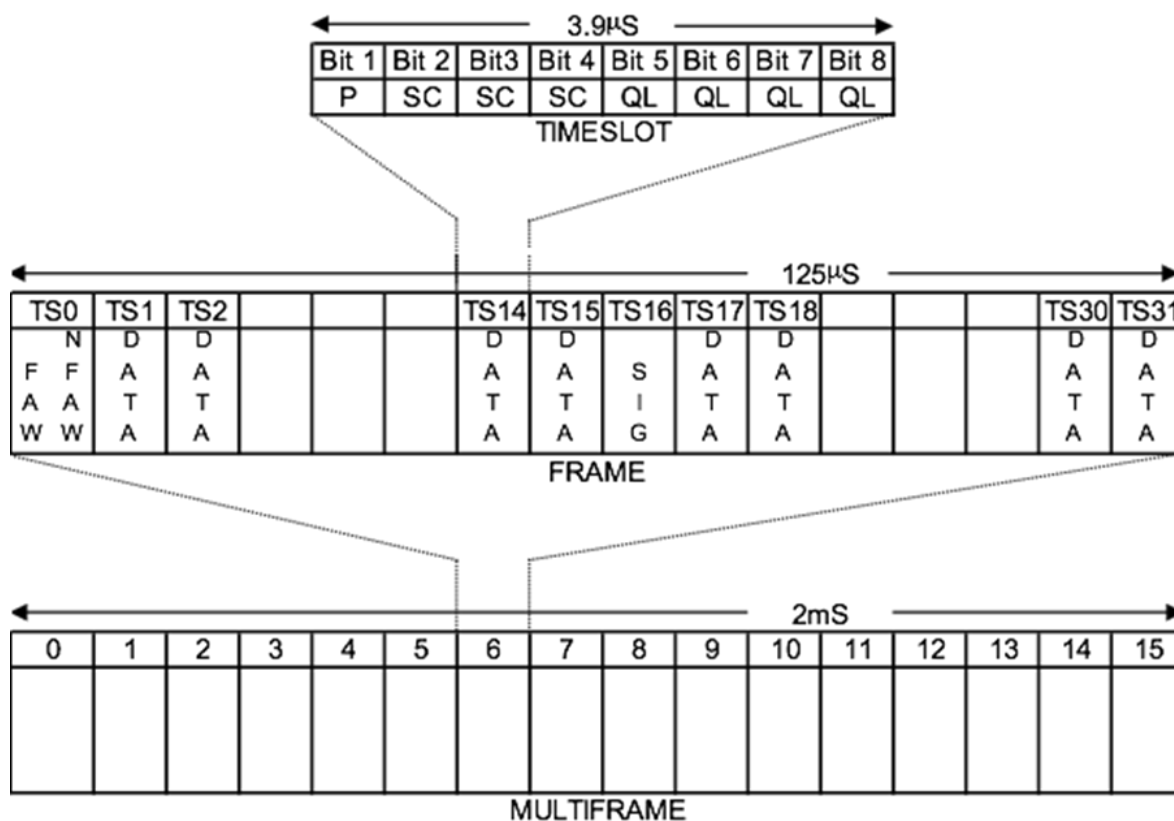 3.9μS
Bit 1 Bit 2 Bit3 Bit 4 Bit 5 Bit 6 Bit 7 Bit 8
P SC SC SC QL QL QL QL
TIMESLOT
125μS
TS0 TS1 TS2 TS14 TS15 TS16 TS17 TS18 TS30 TS31
N D D D D D D D D
F F A A A A S A A A A
A A T T T T I T T T T
W W A A A A G A A A A
FRAME
2mS
0 1 2 3 4 5 6 7 8 9 10 11 12 13 14 15
MULTIFRAME